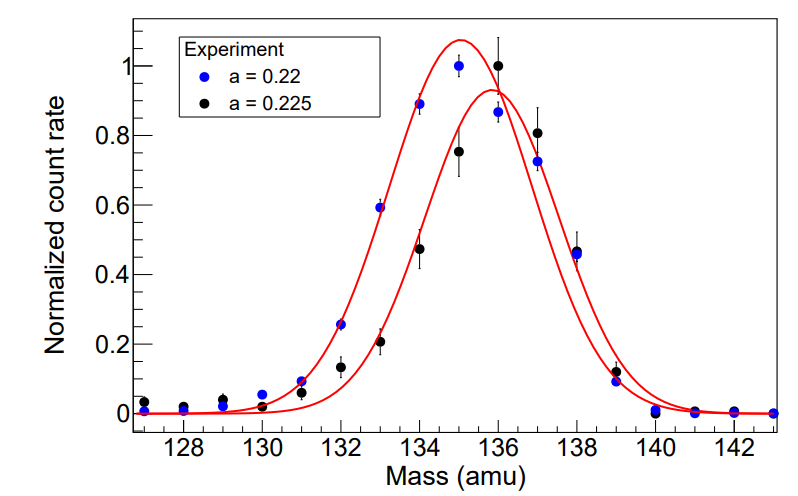 Experiment
a = 0.22
a = 0.225
Normalized count rate
1
0.8
0.6
0.4
0.2
0
128 130 132 134 136 138 140 142
Mass (amu)